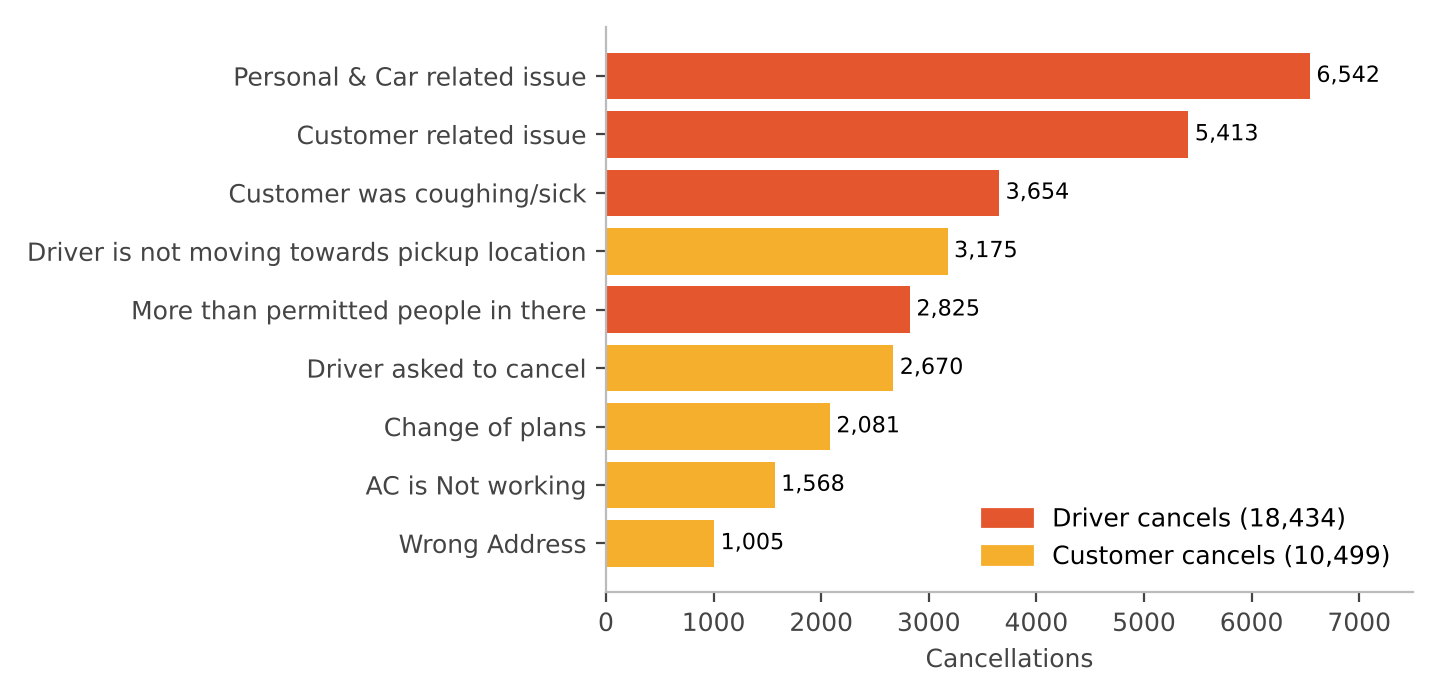 Personal & Car related issue 6,542
Customer related issue 5,413
Customer was coughing/sick 3,654
Driver is not moving towards pickup location 3,175
More than permitted people in there 2,825
Driver asked to cancel 2,670
Change of plans 2,081
AC is Not working 1,568
Wrong Address 1,005
Driver cancels (18,434)
Customer cancels (10,499)
0 1000 2000 3000 4000 5000 6000 7000
Cancellations